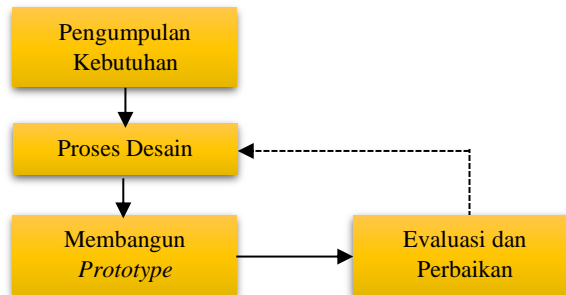 Pengumpulan
Kebutuhan
Proses Desain
Membangun
Prototype
Evaluasi dan
Perbaikan